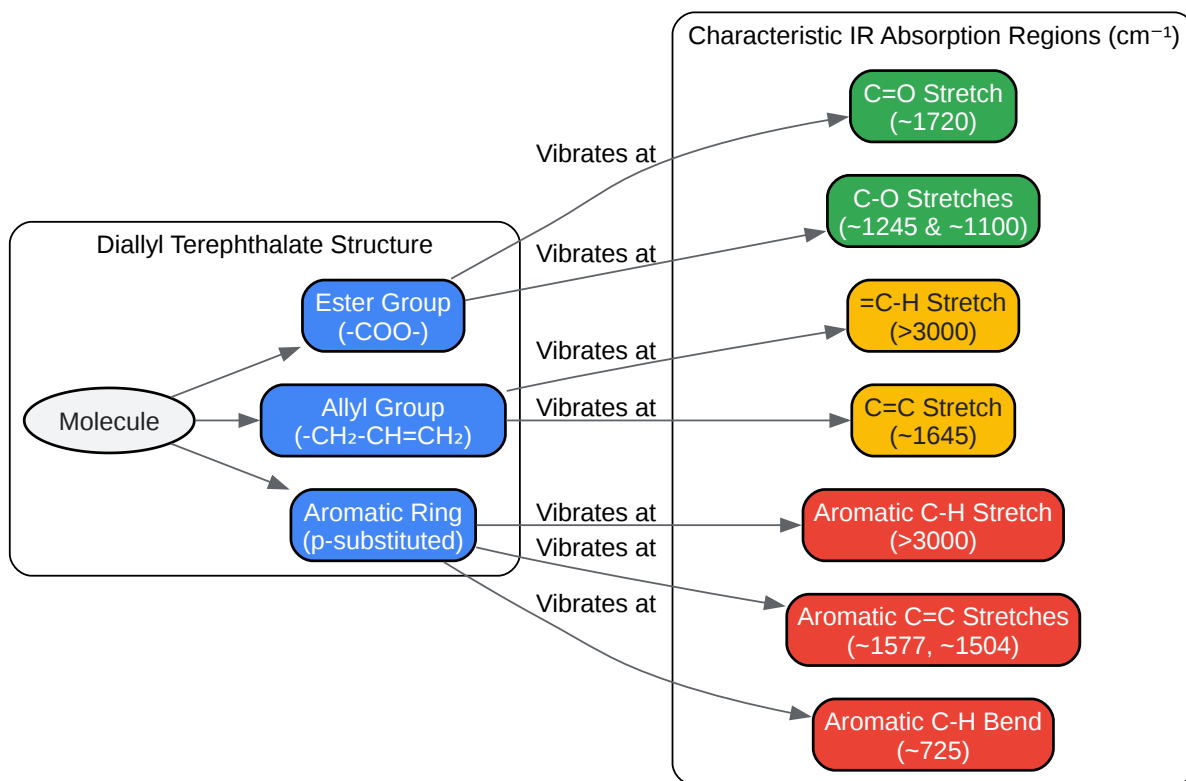 Characteristic IR Absorption Regions (cm⁻¹)
C=O Stretch
(~1720)
Vibrates at
C-O Stretches
(~1245 & ~1100)
Vibrates at
Diallyl Terephthalate Structure
Ester Group
(-COO-)
=C-H Stretch
(>3000)
Vibrates at
Molecule
Allyl Group
(-CH₂-CH=CH₂)
Vibrates at
C=C Stretch
(~1645)
Aromatic Ring
(p-substituted)
Vibrates at
Aromatic C-H Stretch
(>3000)
Vibrates at
Aromatic C=C Stretches
(~1577, ~1504)
Vibrates at
Aromatic C-H Bend
(~725)